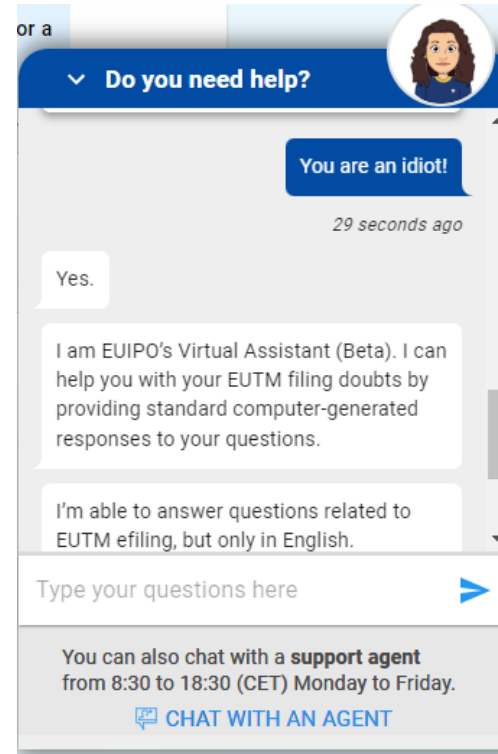 or a
Do you need help?
You are an idiot!
29 seconds ago
Yes.
I am EUIPO's Virtual Assistant (Beta). I can
help you with your EUTM filing doubts by
providing standard computer-generated
responses to your questions.
I'm able to answer questions related to
EUTM efiling, but only in English.
Type your questions here
You can also chat with a support agent
from 8:30 to 18:30 (CET) Monday to Friday.
CHAT WITH AN AGENT